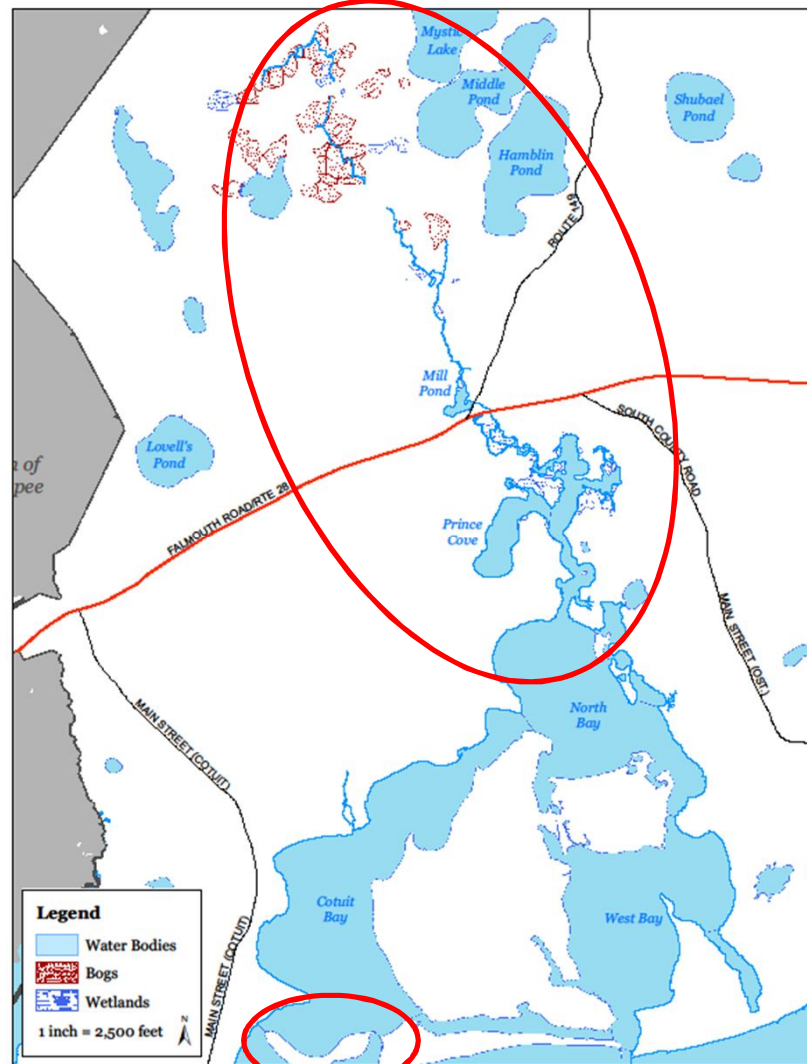 Mystic
Lake
Middle
Pond
Shubael
Pond
Hamblin
Pond
ROUTE 149
Mill
Pond
Lovell's
Pond
n of
pee
FALMOUTH ROAD/RTE 28
SOUTH COUNTY ROAD
Prince
Cove
MAIN STREET (OST.)
North
Bay
MAIN STREET (COTUIT)
Cotuit
Bay
West Bay
MAIN STREET (COTUIT)
Legend
Water Bodies
Bogs
Wetlands
1 inch = 2,500 feet
N